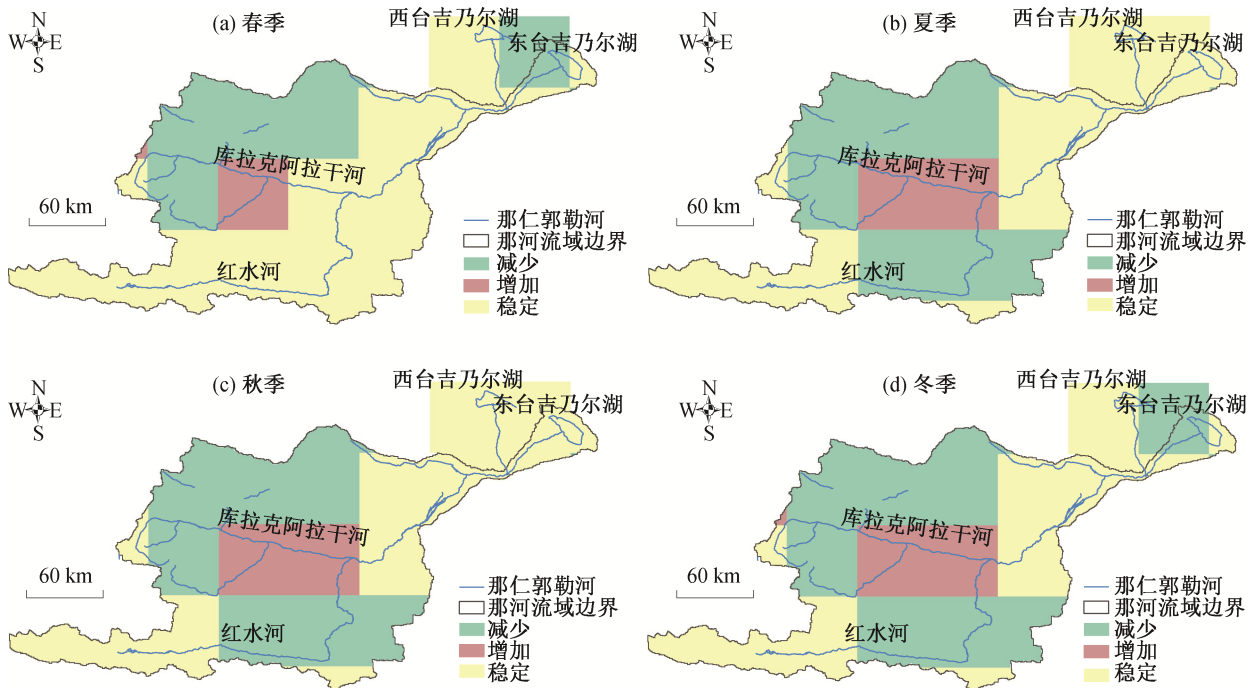 (a) 春季
N
W E
S
西台吉乃尔湖
东台吉乃尔湖
库拉克阿拉干河
红水河
60 km
那仁郭勒河
那河流域边界
减少
增加
稳定
(b) 夏季
N
W E
S
西台吉乃尔湖
东台吉乃尔湖
库拉克阿拉干河
红水河
60 km
那仁郭勒河
那河流域边界
减少
增加
稳定
(c) 秋季
N
W E
S
西台吉乃尔湖
东台吉乃尔湖
库拉克阿拉干河
红水河
60 km
那仁郭勒河
那河流域边界
减少
增加
稳定
(d) 冬季
N
W E
S
西台吉乃尔湖
东台吉乃尔湖
库拉克阿拉干河
红水河
60 km
那仁郭勒河
那河流域边界
减少
增加
稳定